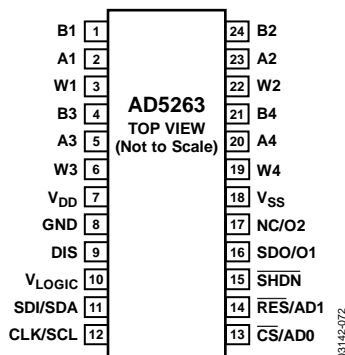 B1 1 24 B2
A1 2 23 A2
W1 3 22 W2
B3 4 21 B4
A3 5 20 A4
W3 6 19 W4
VDD 7 18 VSS
GND 8 17 NC/O2
DIS 9 16 SDO/O1
VLOGIC 10 15 SHDN
SDI/SDA 11 14 RES/AD1
CLK/SCL 12 13 CS/AD0
AD5263
TOP VIEW
(Not to Scale)
03142-072